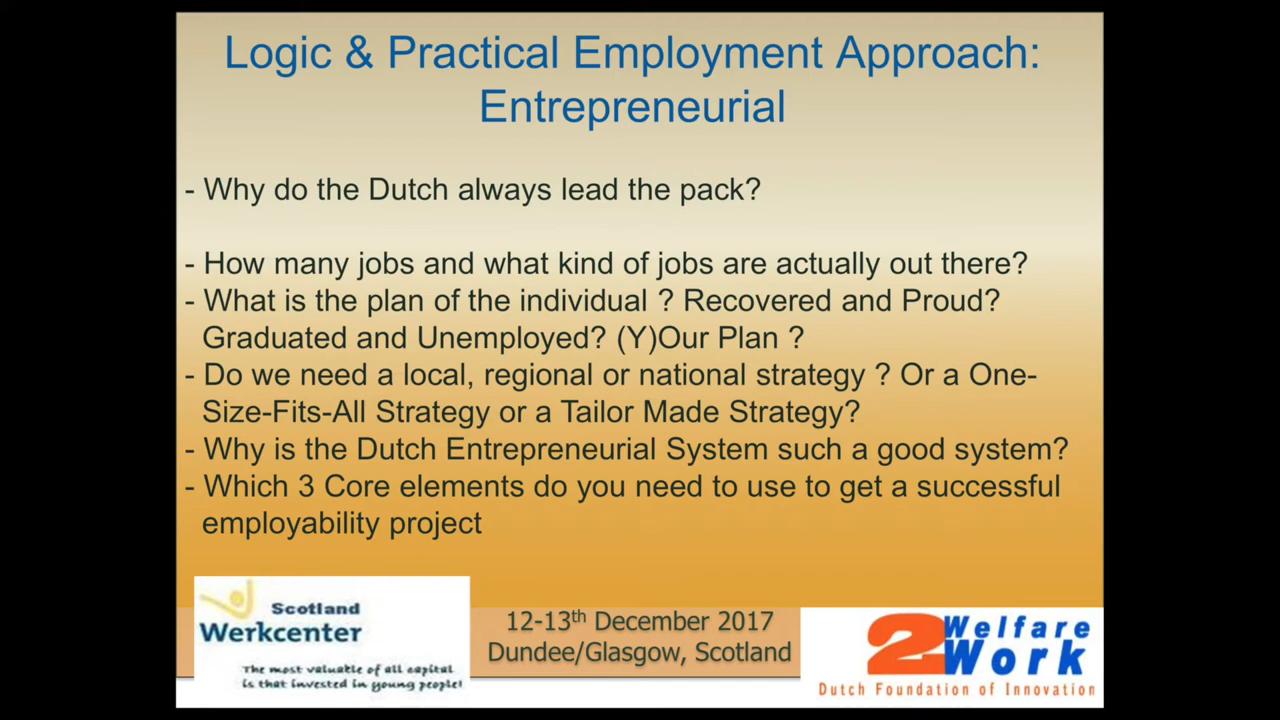 Logic & Practical Employment Approach:
Entrepreneurial
- Why do the Dutch always lead the pack?
- How many jobs and what kind of jobs are actually out there?
- What is the plan of the individual ? Recovered and Proud?
Graduated and Unemployed? (Y)Our Plan ?
- Do we need a local, regional or national strategy ? Or a One-
Size-Fits-All Strategy or a Tailor Made Strategy?
- Why is the Dutch Entrepreneurial System such a good system?
- Which 3 Core elements do you need to use to get a successful
employability project
Scotland
Werkcenter
The most valuable of all capital
is that invested in young people!
12-13th December 2017
Dundee/Glasgow, Scotland
2 Welfare
Work
Dutch Foundation of Innovation